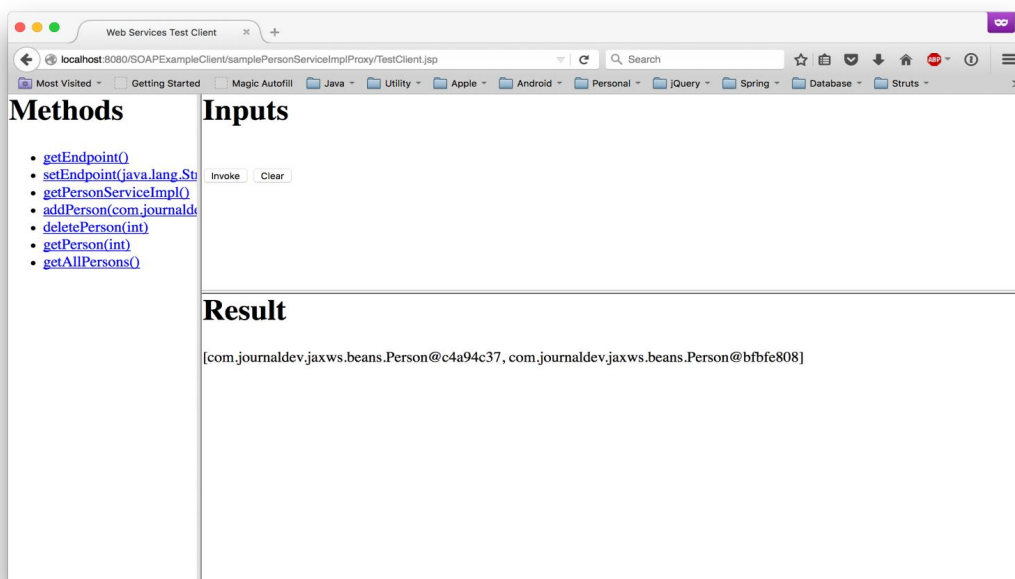 Web Services Test Client
localhost:8080/SOAPExampleClient/samplePersonServiceImplProxy/TestClient.jsp
Search
ABP
Most Visited
Getting Started
Magic Autofill
Java
Utility
Apple
Android
Personal
jQuery
Spring
Database
Struts
Methods
getEndpoint()
setEndpoint(java.lang.Str
getPersonServiceImpl()
addPerson(com.journalde
deletePerson(int)
getPerson(int)
getAllPersons()
Inputs
Invoke Clear
Result
[com.journaldev.jaxws.beans.Person@c4a94c37, com.journaldev.jaxws.beans.Person@bfbfe808]